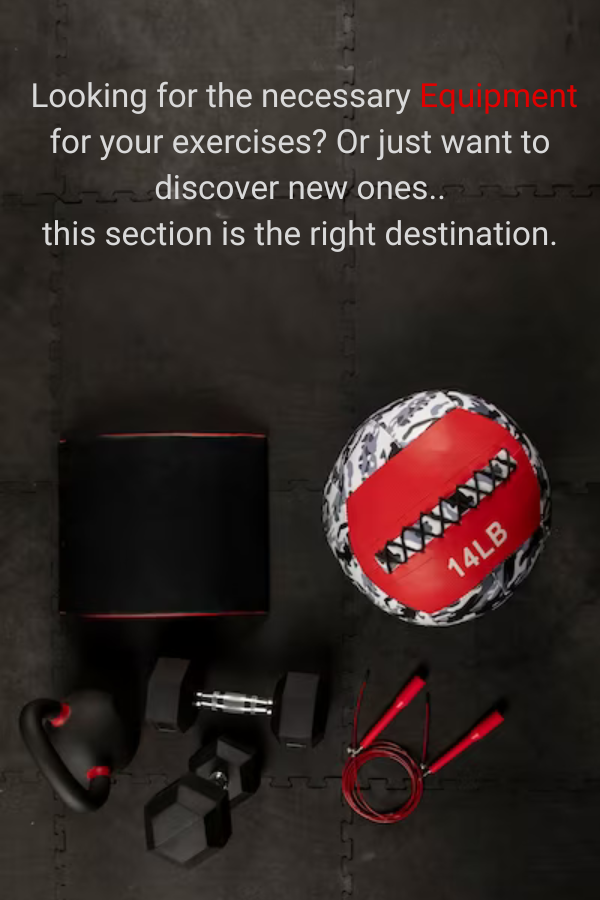 Looking for the necessary Equipment
for your exercises? Or just want to
discover new ones..
this section is the right destination.
14LB